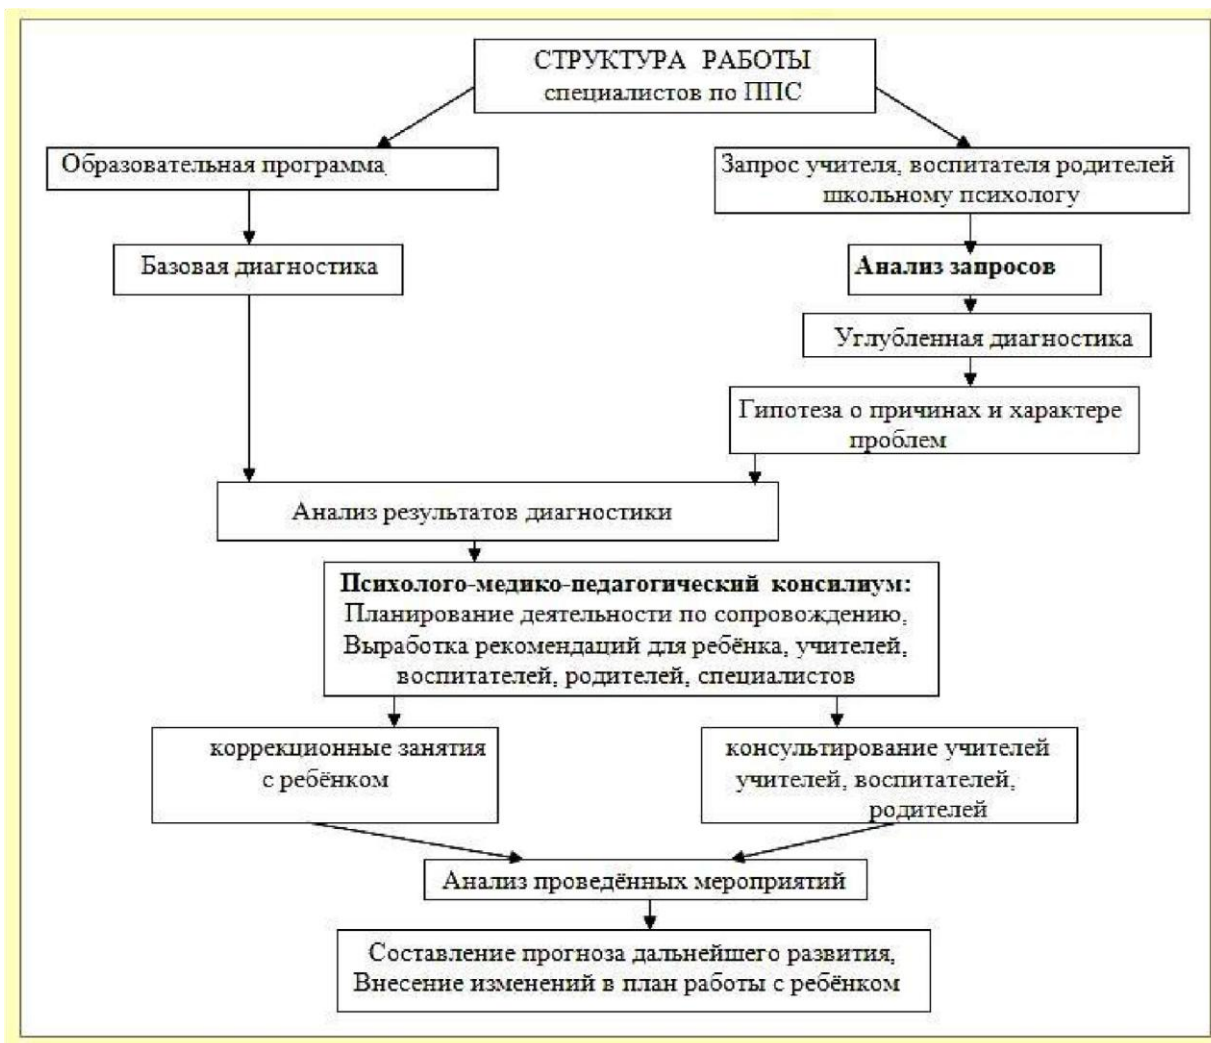 СТРУКТУРА РАБОТЫ
специалистов по ППС
Образовательная программа.
Запрос учителя, воспитателя родителей
школьному психологу
Базовая диагностика
Анализ запросов
Углубленная диагностика
Гипотеза о причинах и характере
проблем
Анализ результатов диагностики
Психолого-медико-педагогический консилиум:
Планирование деятельности по сопровождению,
Выработка рекомендаций для ребёнка, учителей,
воспитателей, родителей, специалистов
коррекционные занятия
с ребёнком
консультирование учителей
учителей, воспитателей,
родителей
Анализ проведённых мероприятий
Составление прогноза дальнейшего развития,
Внесение изменений в план работы с ребёнком